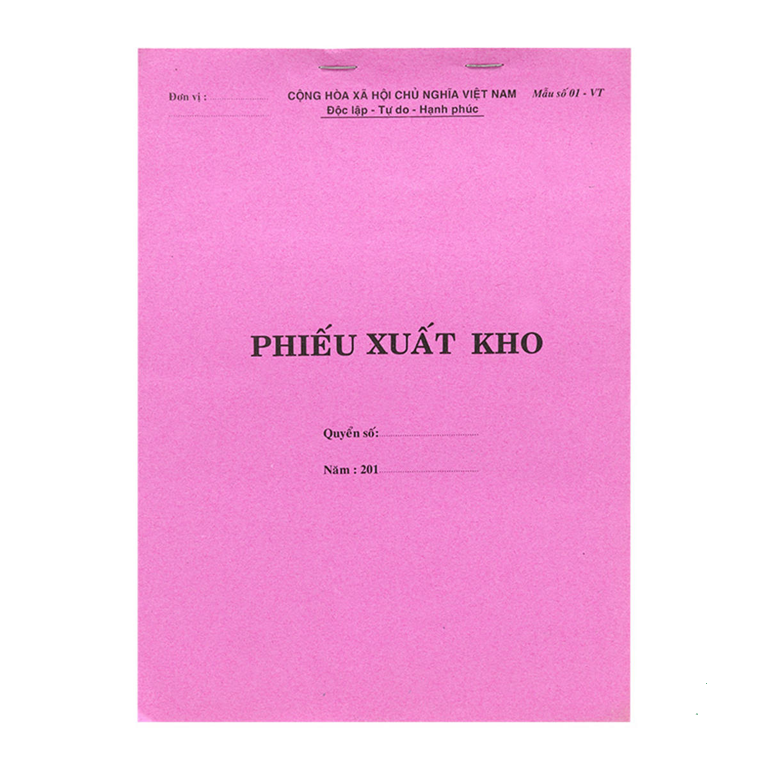 Đơn vị : CỘNG HÒA XÃ HỘI CHỦ NGHĨA VIỆT NAM Mẫu số 01 - VT
Độc lập - Tự do - Hạnh phúc
PHIẾU XUẤT KHO
Quyển số:
Năm : 201